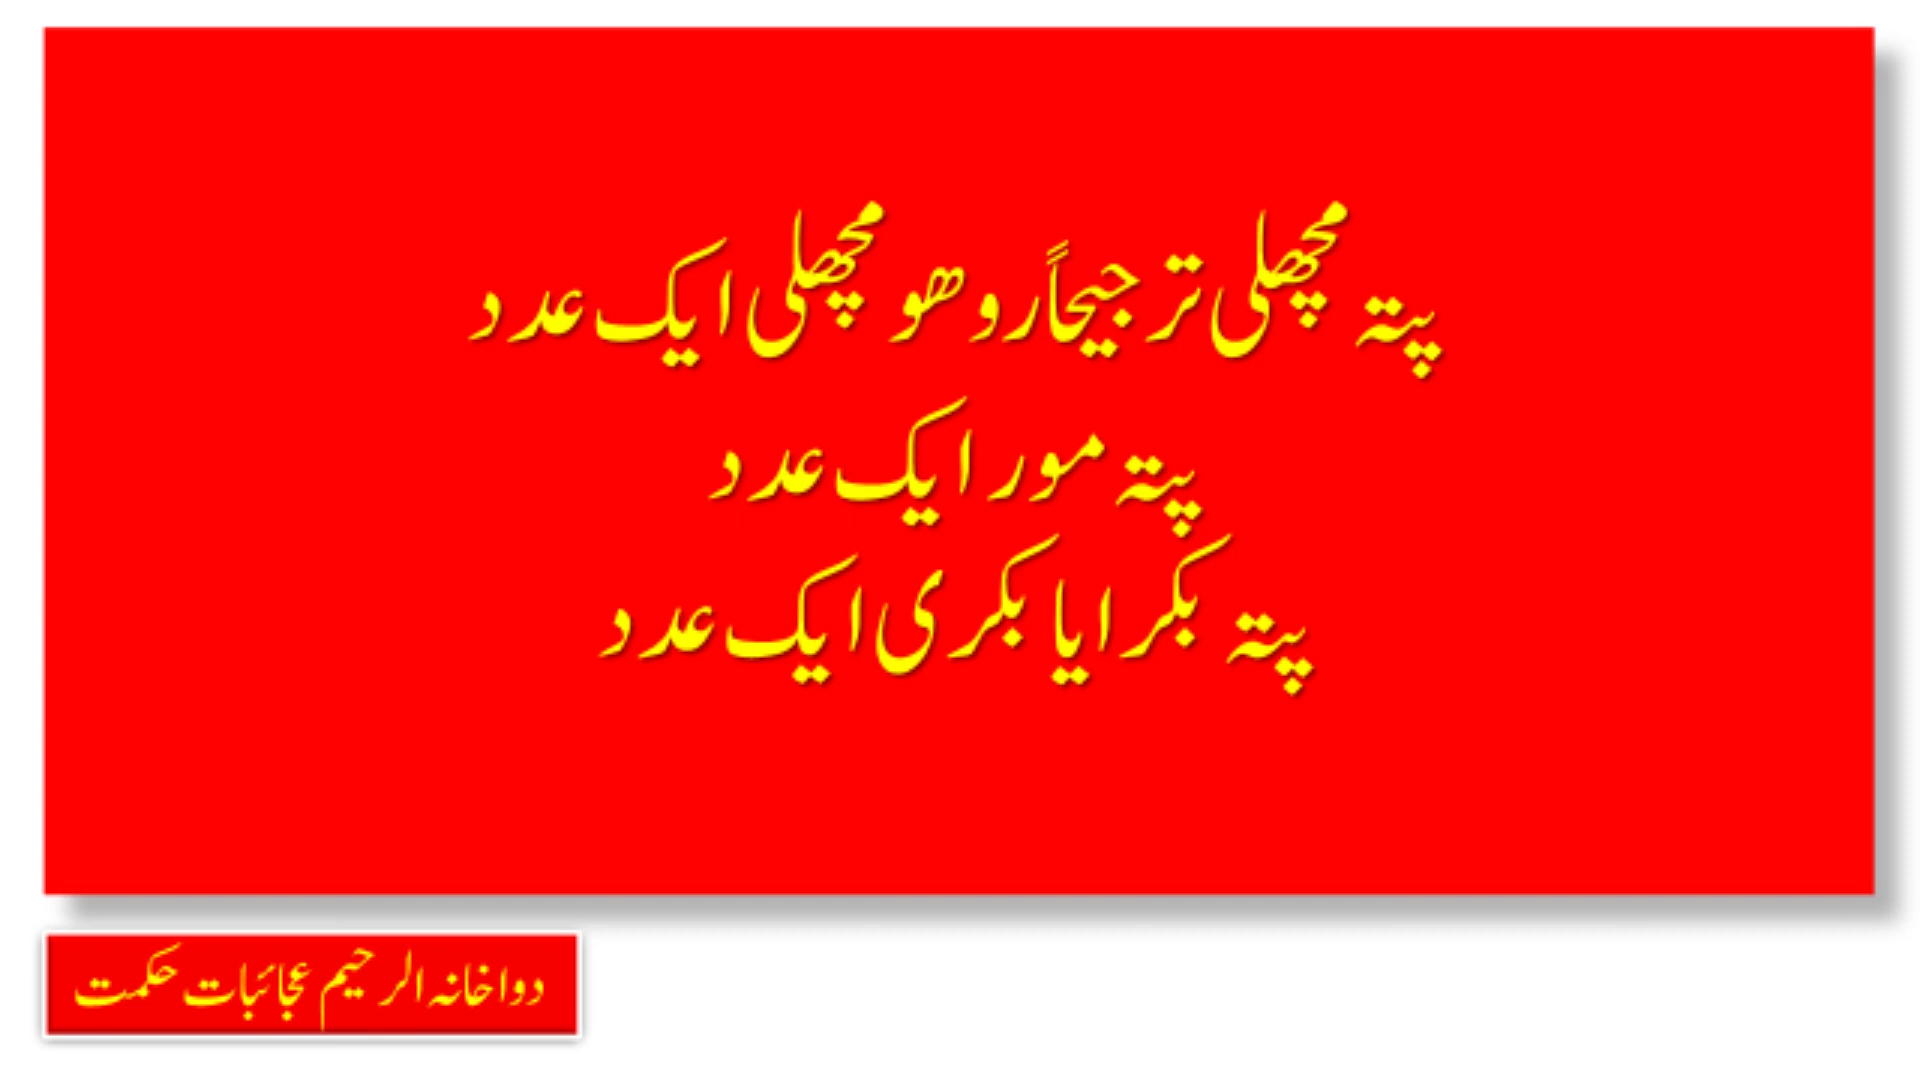 پتہ مچھلی ترجیحاً روھو مچھلی ایک عدد
پتہ مور ایک عدد
پتہ بکرا یا بکری ایک عدد
دواخانہ الرحیم عجائبات حکمت